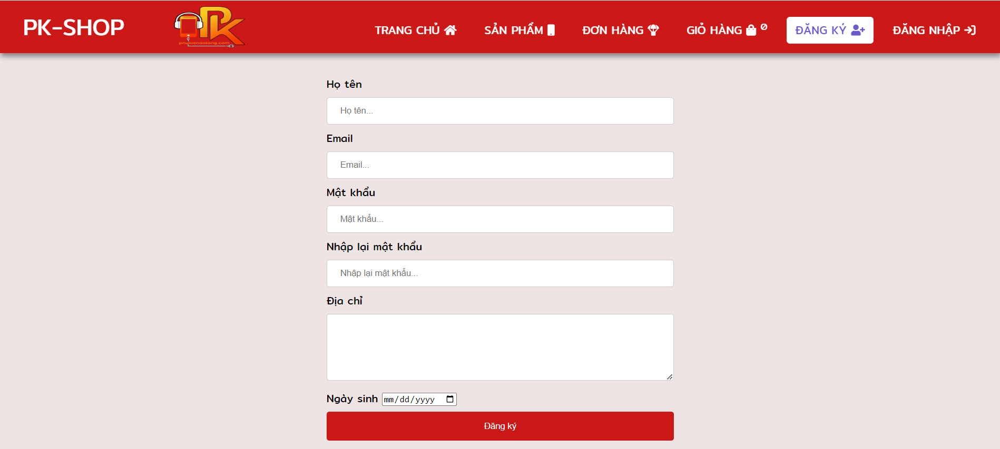 PK-SHOP
PK
phukiendidong.com
TRANG CHỦ
SẢN PHẨM
ĐƠN HÀNG
GIỎ HÀNG 0
ĐĂNG KÝ
ĐĂNG NHẬP
Họ tên
Họ tên...
Email
Email...
Mật khẩu
Mật khẩu...
Nhập lại mật khẩu
Nhập lại mật khẩu...
Địa chỉ
Ngày sinh mm/dd/yyyy
Đăng ký